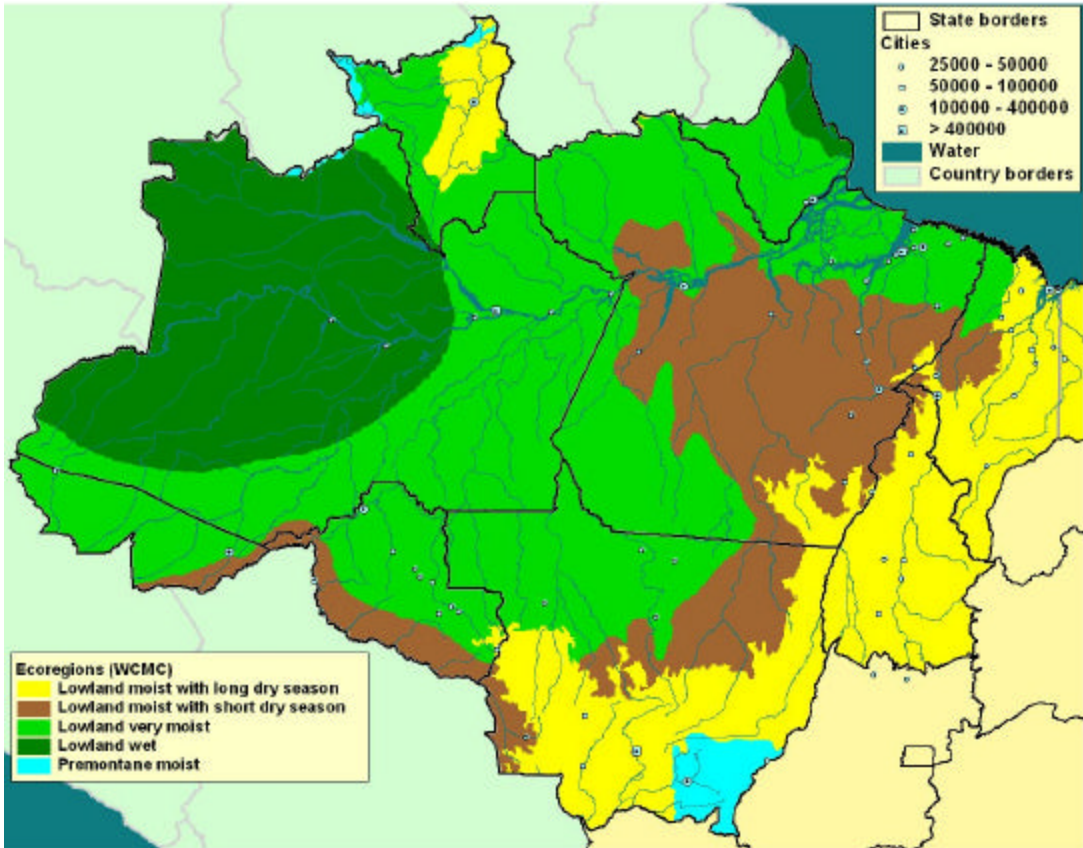 State borders
Cities
25000 - 50000
50000 - 100000
100000 - 400000
> 400000
Water
Country borders
Ecoregions (WCMC)
Lowland moist with long dry season
Lowland moist with short dry season
Lowland very moist
Lowland wet
Premontane moist